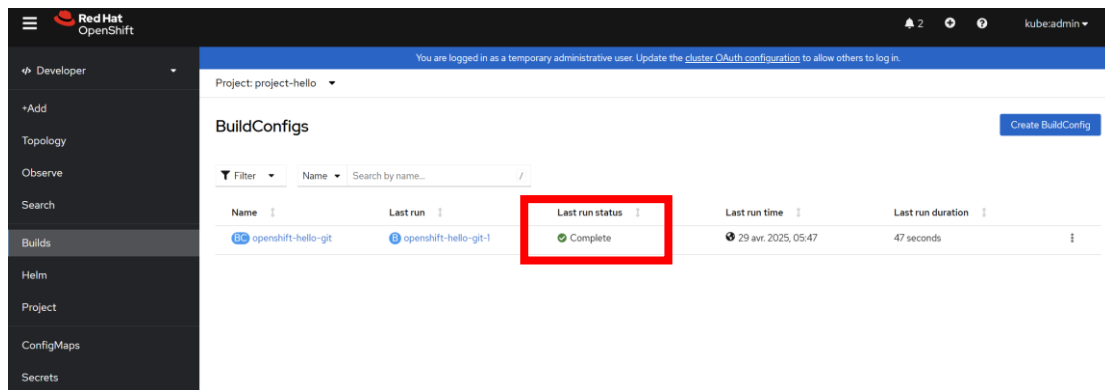 Red Hat
OpenShift
2
kube:admin
You are logged in as a temporary administrative user. Update the cluster OAuth configuration to allow others to log in.
</> Developer
Project: project-hello
+Add
BuildConfigs
Create BuildConfig
Topology
Observe
Filter
Name
Search by name...
/
Search
Name
Last run
Last run status
Last run time
Last run duration
Builds
BC openshift-hello-git
B openshift-hello-git-1
Complete
29 avr. 2025, 05:47
47 seconds
Helm
Project
ConfigMaps
Secrets